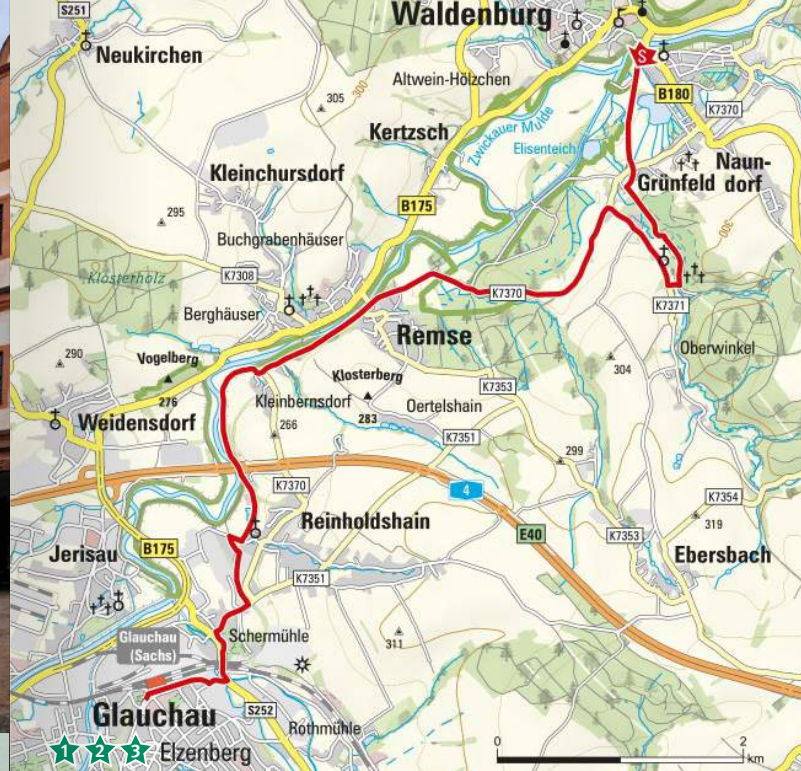 S251
Waldenburg
Neukirchen
S
Altwein-Hölzchen
B180
300
305
K7370
Kertzsch
Zwickauer Mulde
Elisenteich
Kleinchursdorf
Naun-
dorf
Grünfeld
B175
295
300
Buchgrabenhäuser
Klosterholz
K7308
K7370
K7371
Berghäuser
Remse
Oberwinkel
290
Vogelberg
276
304
Klosterberg
283
K7353
Kleinbernsdorf
Oertelshain
Weidensdorf
266
K7351
299
K7370
4
K7354
319
Reinholdshain
E40
K7353
Jerisau
B175
Ebersbach
K7351
Glauchau
(Sachs)
Schermühle
311
Glauchau
S252
Rothmühle
1 2 3 Elzenberg
0 2
km